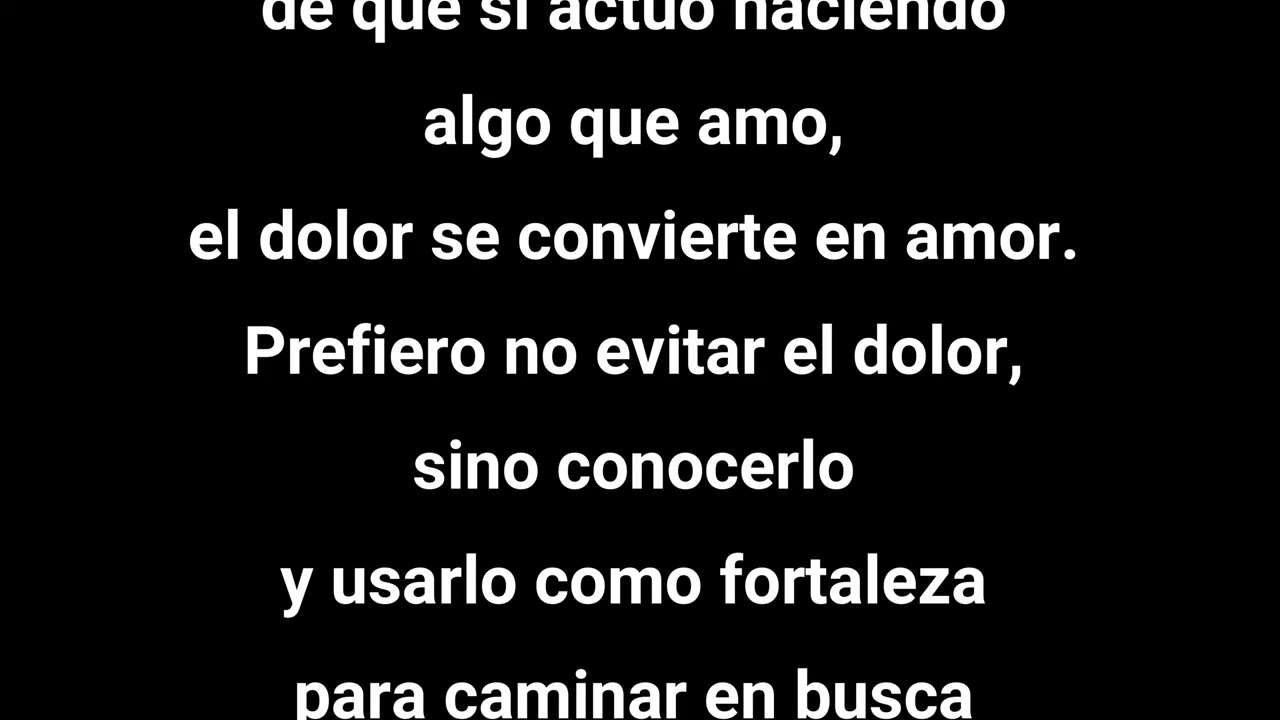 de que si actúo haciendo
algo que amo,
el dolor se convierte en amor.
Prefiero no evitar el dolor,
sino conocerlo
y usarlo como fortaleza
para caminar en busca